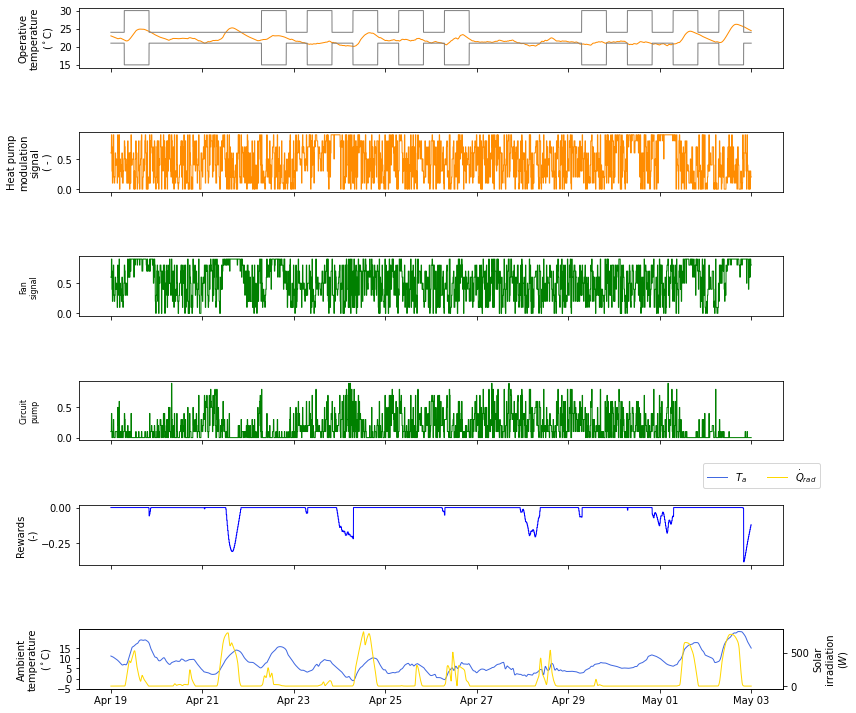 Operative
temperature
(°C)
30
25
20
15
Heat pump
modulation
signal
( - )
0.5
0.0
Fan
signal
0.5
0.0
Circuit
pump
0.5
0.0
T_a
Q̇_rad
Rewards
(-)
0.00
−0.25
Ambient
temperature
(°C)
15
10
5
0
−5
500
0
Solar
irradiation
(W)
Apr 19 Apr 21 Apr 23 Apr 25 Apr 27 Apr 29 May 01 May 03